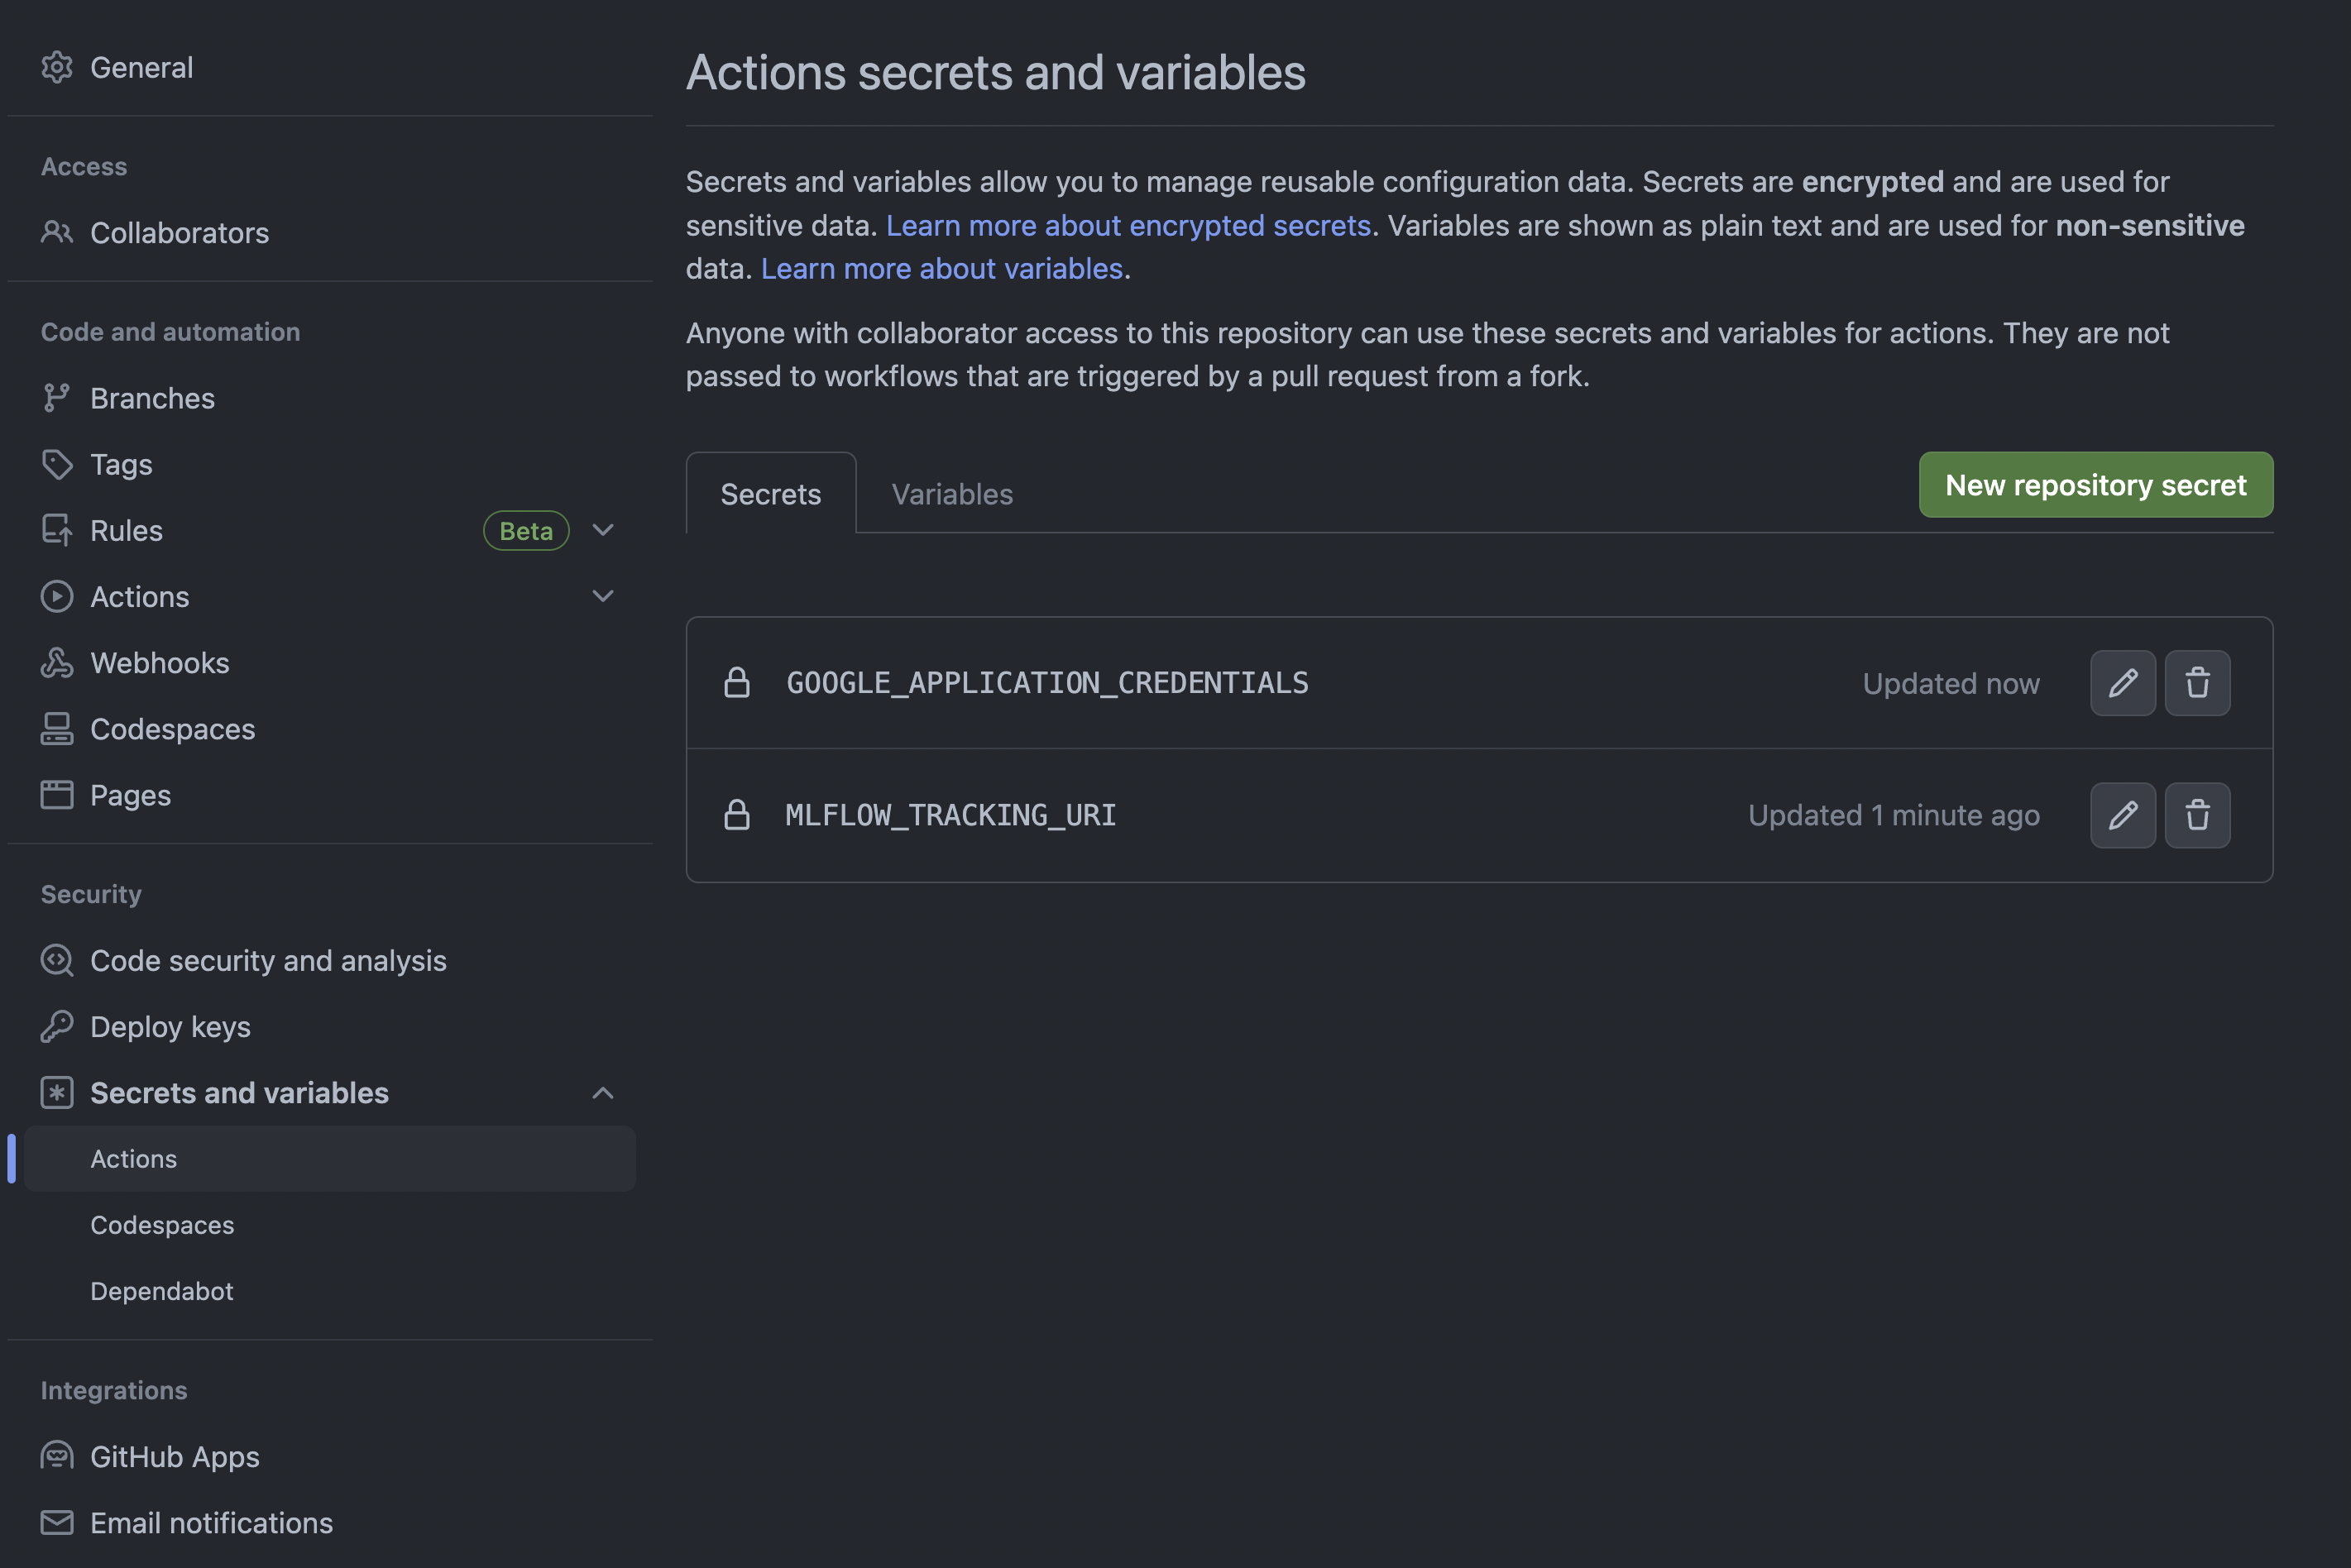 General
Access
Collaborators
Code and automation
Branches
Tags
Rules Beta
Actions
Webhooks
Codespaces
Pages
Security
Code security and analysis
Deploy keys
Secrets and variables
Actions
Codespaces
Dependabot
Integrations
GitHub Apps
Email notifications
Actions secrets and variables
Secrets and variables allow you to manage reusable configuration data. Secrets are encrypted and are used for
sensitive data. Learn more about encrypted secrets. Variables are shown as plain text and are used for non-sensitive
data. Learn more about variables.
Anyone with collaborator access to this repository can use these secrets and variables for actions. They are not
passed to workflows that are triggered by a pull request from a fork.
Secrets Variables New repository secret
GOOGLE_APPLICATION_CREDENTIALS Updated now
MLFLOW_TRACKING_URI Updated 1 minute ago